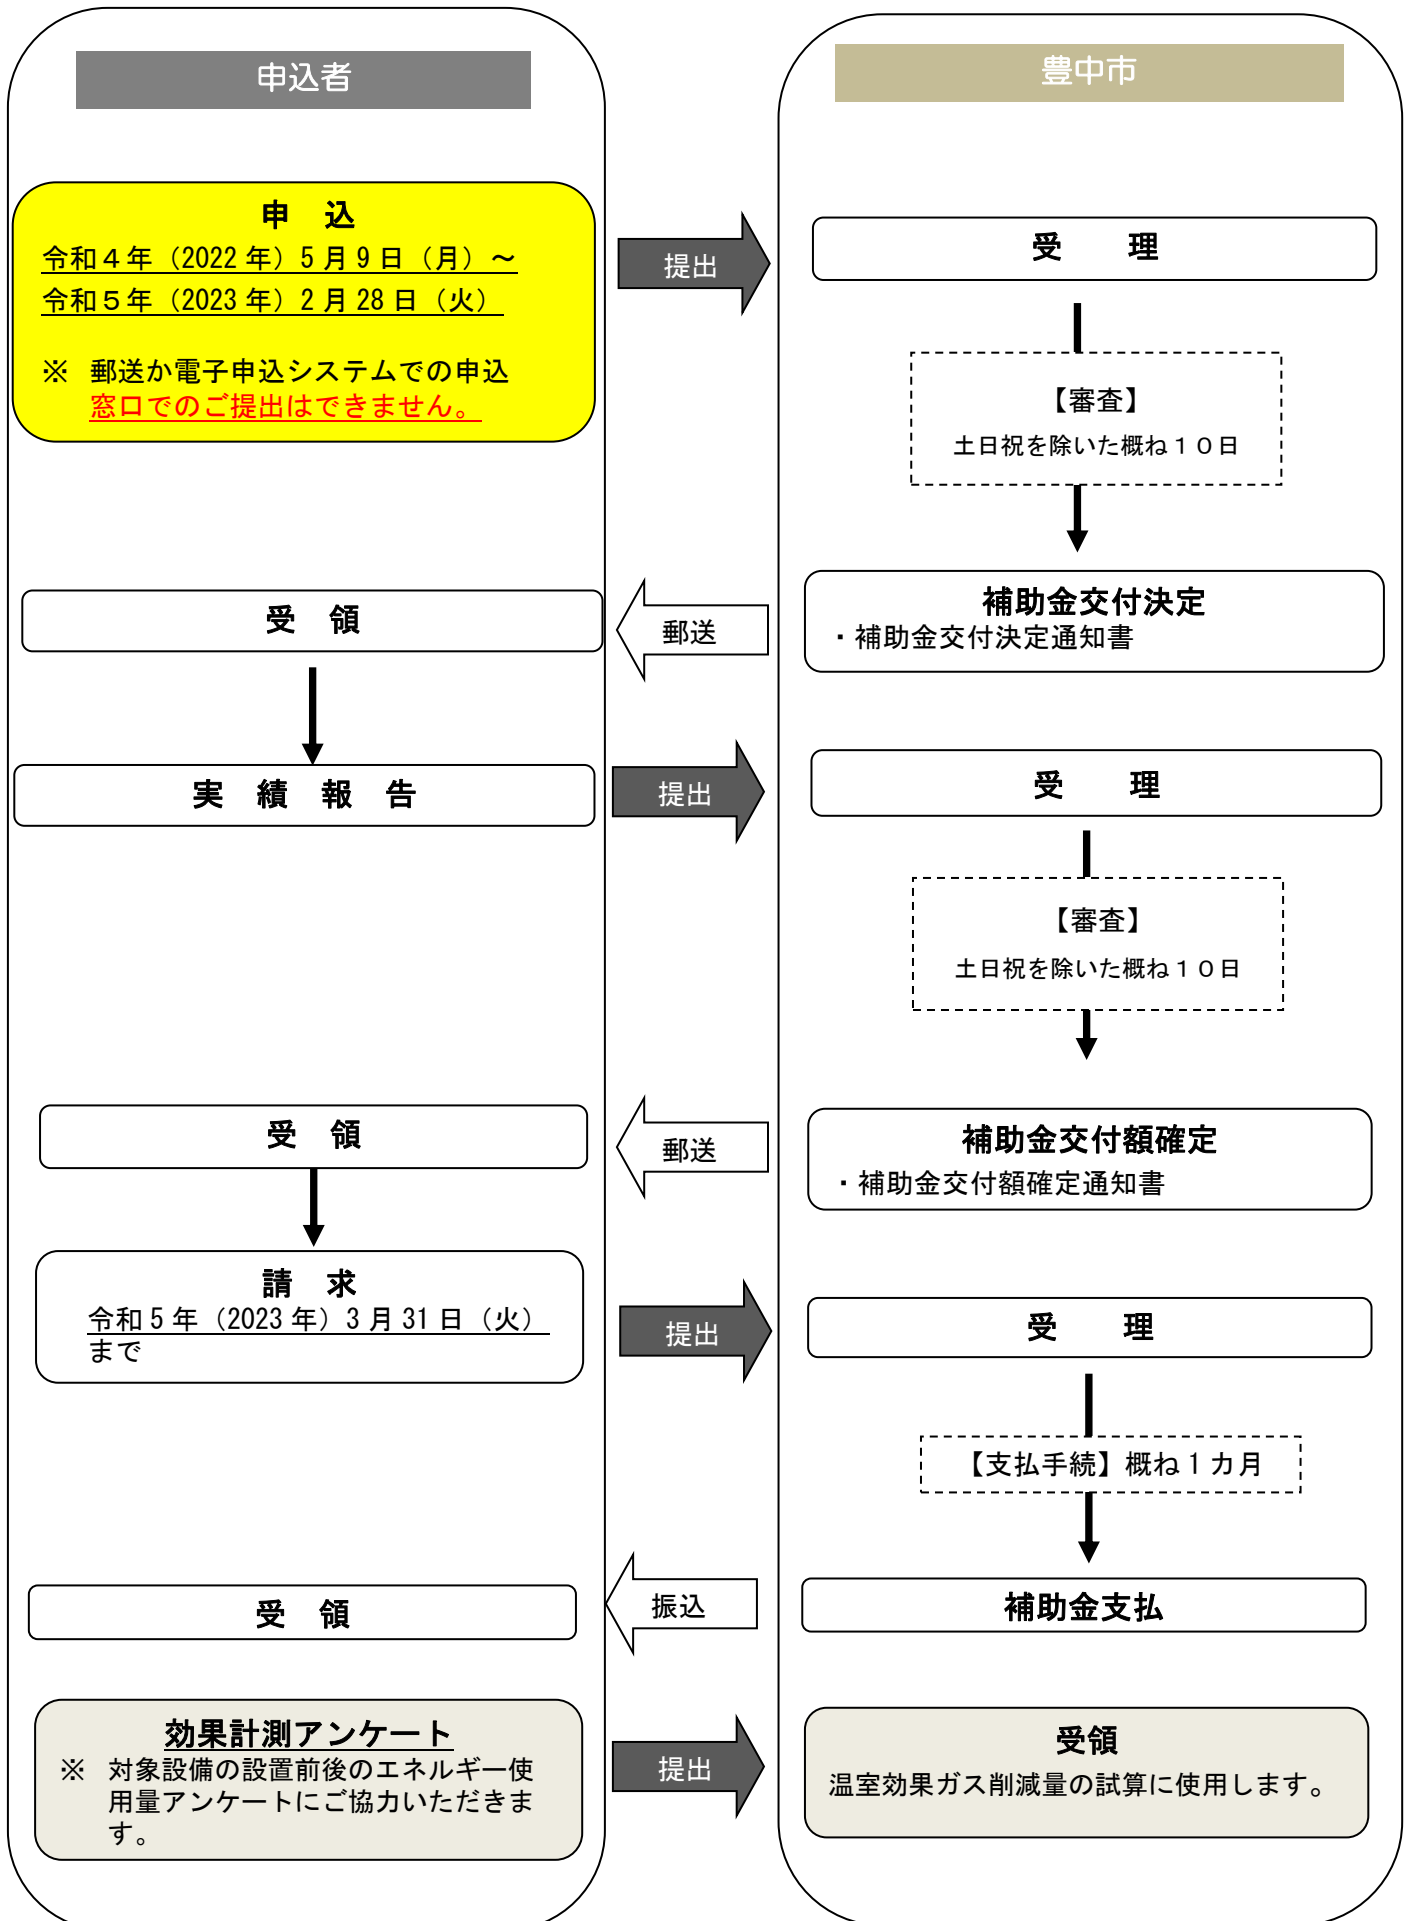 申込者
豊中市
申　込
令和４年（2022 年）5 月 9 日（月）～
令和５年（2023 年）2 月 28 日（火）
※　郵送か電子申込システムでの申込
窓口でのご提出はできません。
提出
受　　理
【審査】
土日祝を除いた概ね１０日
補助金交付決定
・補助金交付決定通知書
郵送
受　領
実　績　報　告
提出
受　　理
【審査】
土日祝を除いた概ね１０日
補助金交付額確定
・補助金交付額確定通知書
郵送
受　領
請　求
令和 5 年（2023 年）3 月 31 日（火）
まで
提出
受　　理
【支払手続】概ね 1 カ月
補助金支払
振込
受　領
効果計測アンケート
※　対象設備の設置前後のエネルギー使
用量アンケートにご協力いただきま
す。
提出
受領
温室効果ガス削減量の試算に使用します。